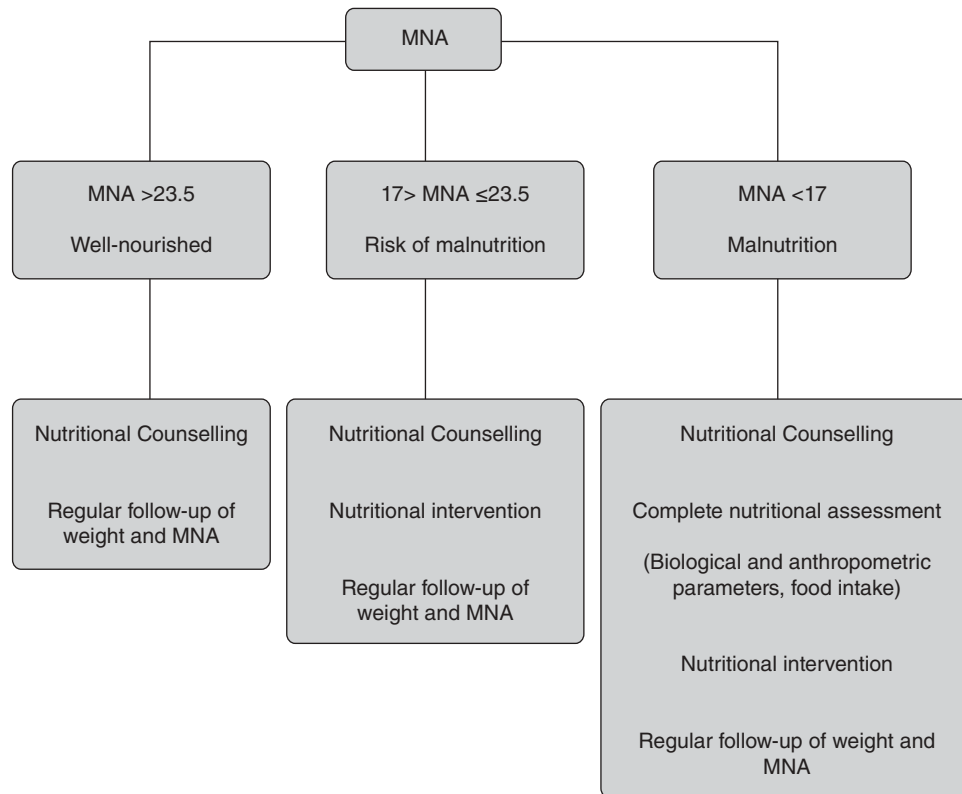 MNA
MNA >23.5
Well-nourished
17> MNA ≤23.5
Risk of malnutrition
MNA <17
Malnutrition
Nutritional Counselling
Regular follow-up of
weight and MNA
Nutritional Counselling
Nutritional intervention
Regular follow-up of
weight and MNA
Nutritional Counselling
Complete nutritional assessment
(Biological and anthropometric
parameters, food intake)
Nutritional intervention
Regular follow-up of weight and
MNA